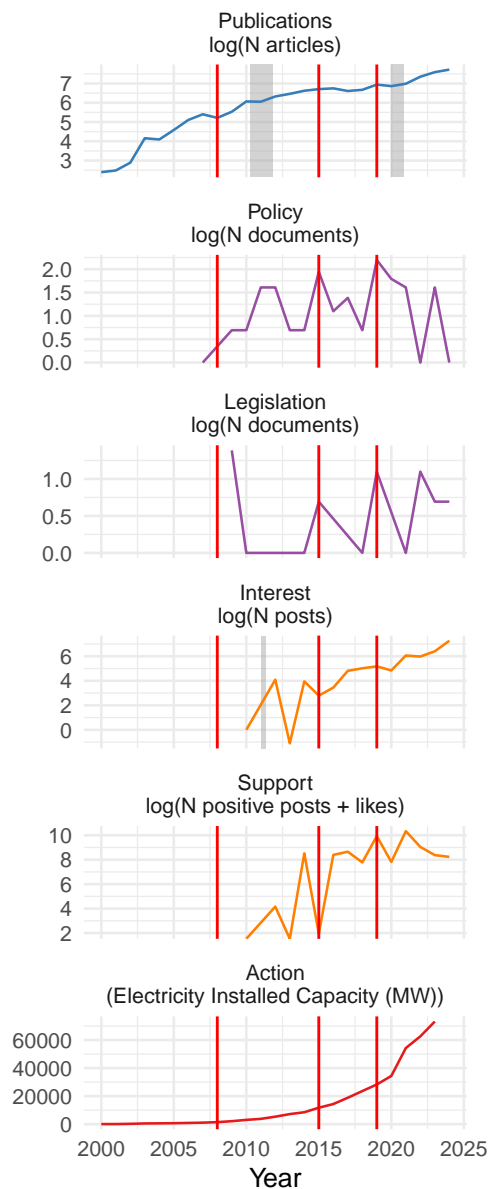 Publications
log(N articles)
7
6
5
4
3
Policy
log(N documents)
2.0
1.5
1.0
0.5
0.0
Legislation
log(N documents)
1.0
0.5
0.0
Interest
log(N posts)
6
4
2
0
Support
log(N positive posts + likes)
10
8
6
4
2
Action
(Electricity Installed Capacity (MW))
60000
40000
20000
0
2000 2005 2010 2015 2020 2025
Year